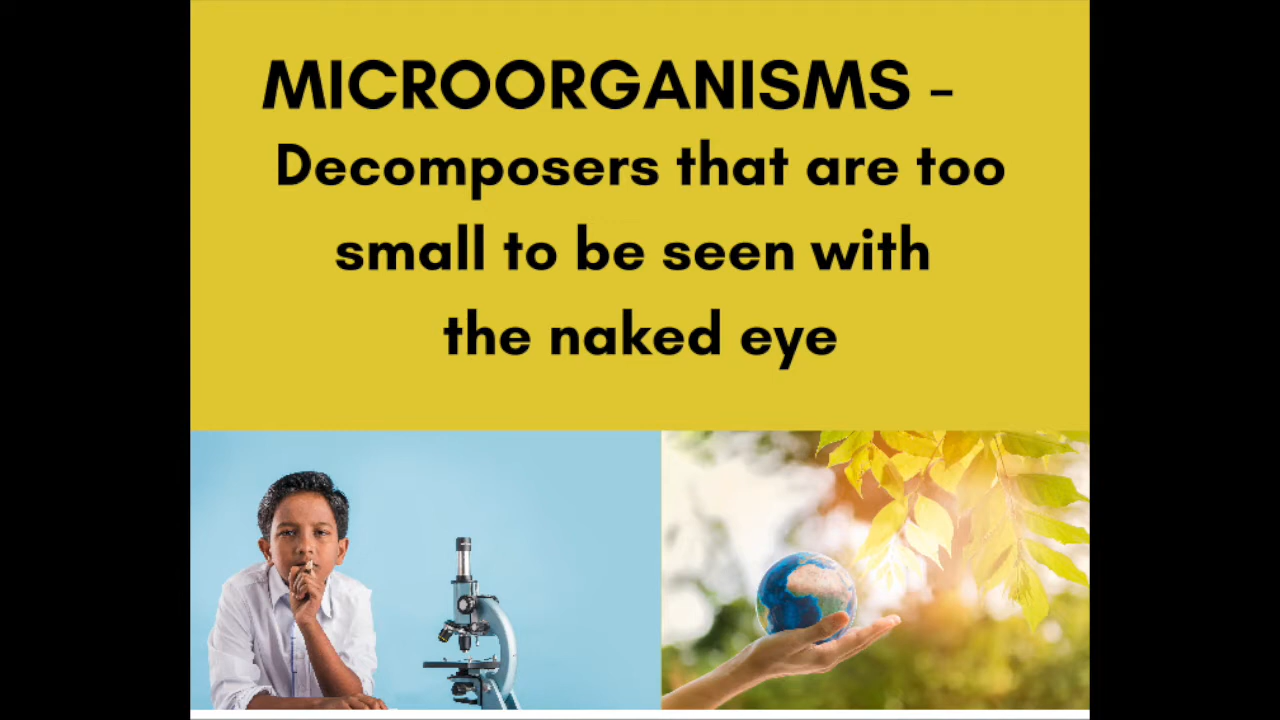 MICROORGANISMS -
Decomposers that are too
small to be seen with
the naked eye